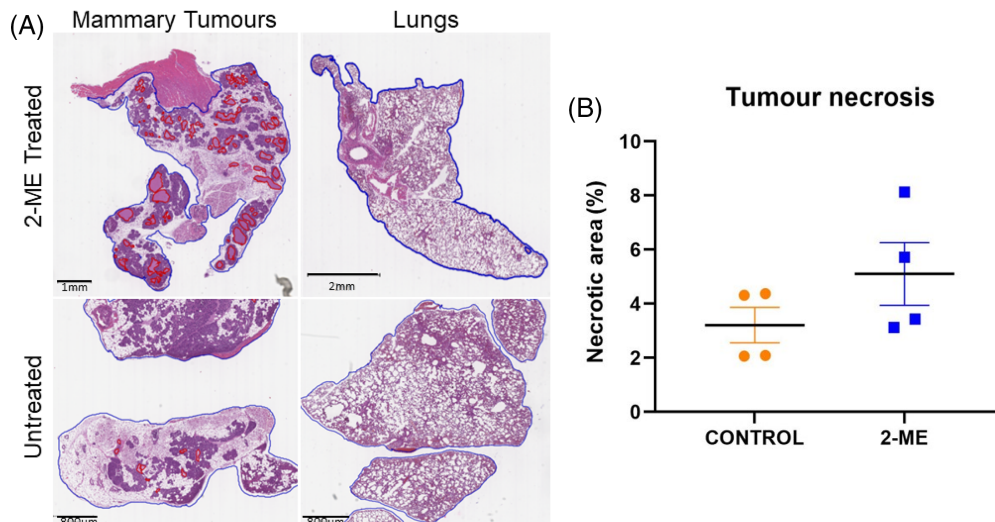 (A)
Mammary Tumours
Lungs
2-ME Treated
1mm
2mm
Untreated
800um
800um
(B)
Tumour necrosis
Necrotic area (%)
10
8
6
4
2
0
CONTROL
2-ME